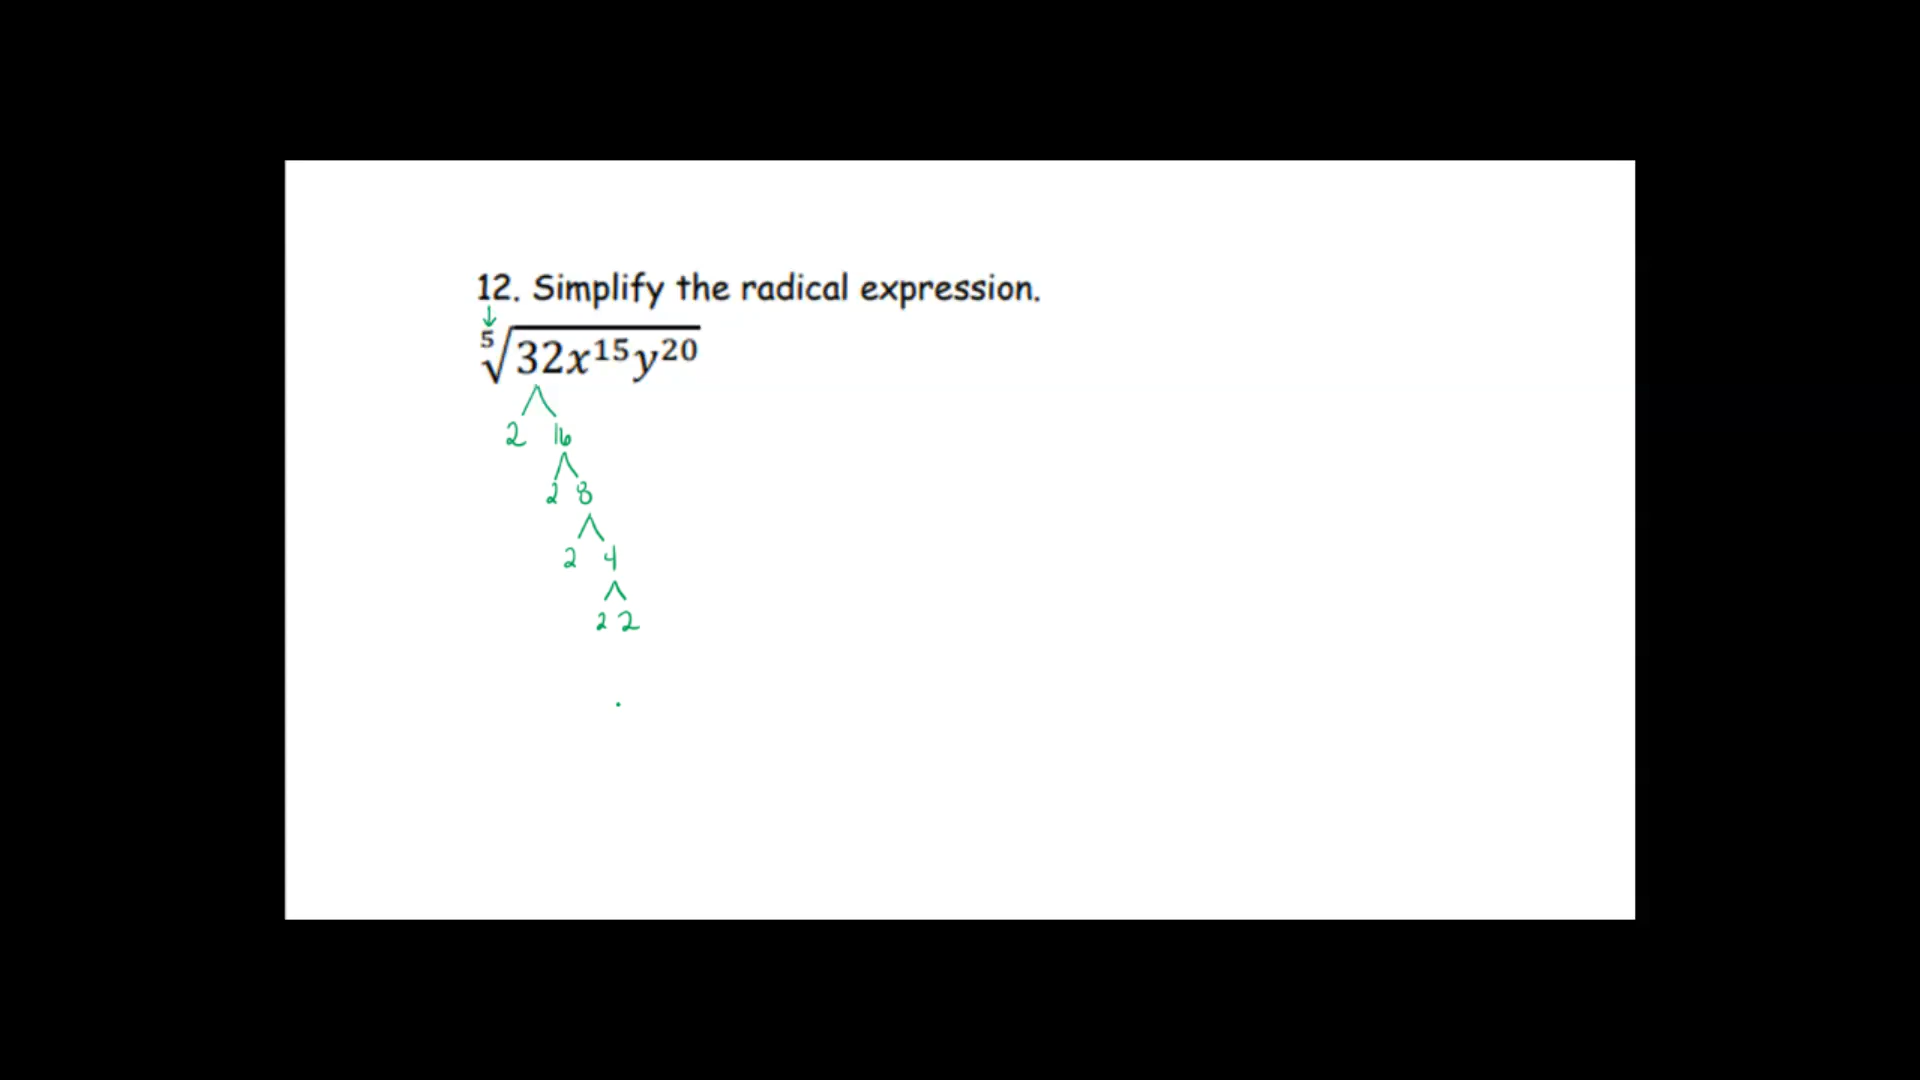 12. Simplify the radical expression.
↓
⁵√32x¹⁵y²⁰
2 16
2 8
2 4
2 2